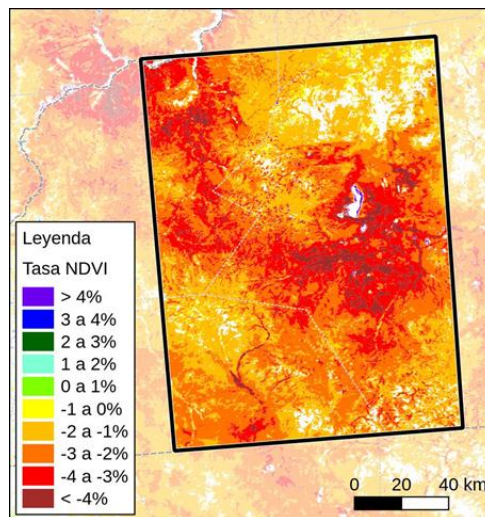 Leyenda
Tasa NDVI
> 4%
3 a 4%
2 a 3%
1 a 2%
0 a 1%
-1 a 0%
-2 a -1%
-3 a -2%
-4 a -3%
< -4%
0 20 40 km